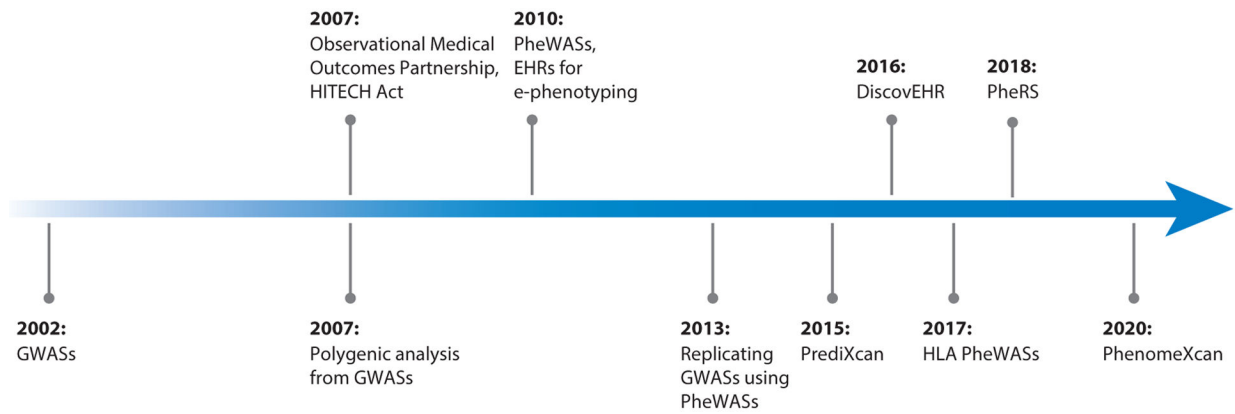 2007:
Observational Medical
Outcomes Partnership,
HITECH Act
2010:
PheWASs,
EHRs for
e-phenotyping
2016:
DiscovEHR
2018:
PheRS
2002:
GWASs
2007:
Polygenic analysis
from GWASs
2013:
Replicating
GWASs using
PheWASs
2015:
PrediXcan
2017:
HLA PheWASs
2020:
PhenomeXcan